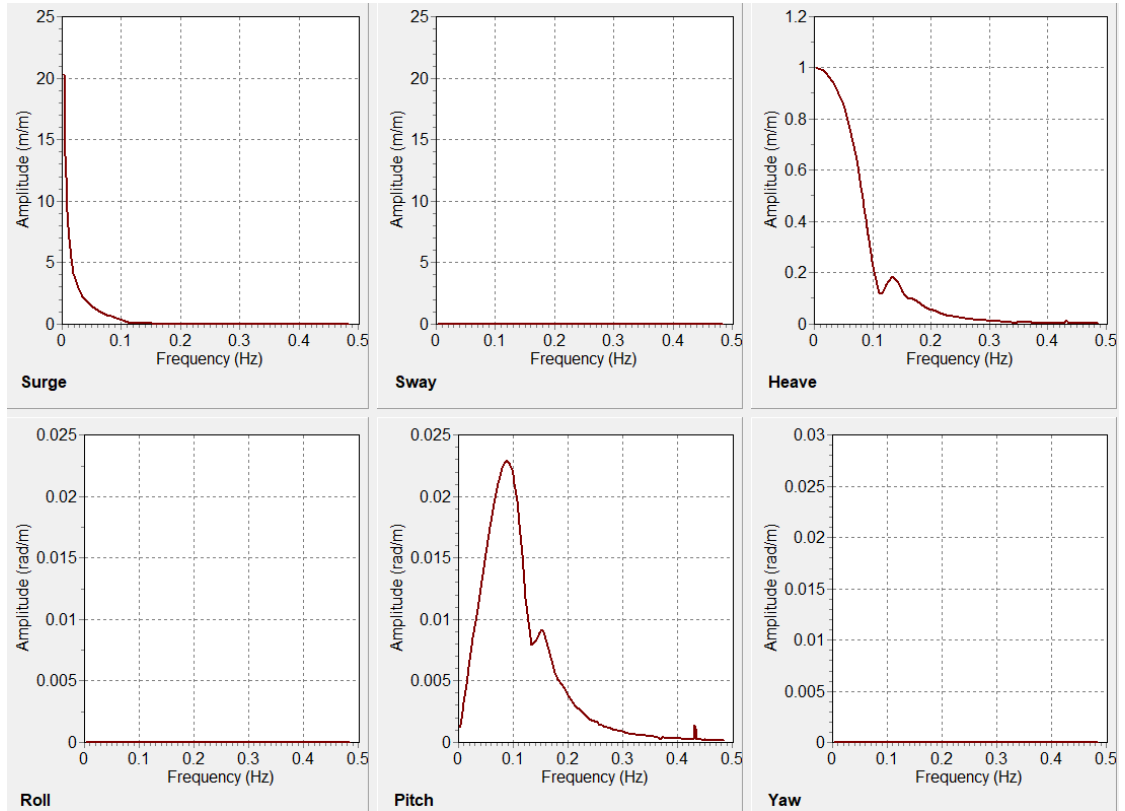 25
20
15
10
5
0
Amplitude (m/m)
0 0.1 0.2 0.3 0.4 0.5
Frequency (Hz)
Surge
25
20
15
10
5
0
Amplitude (m/m)
0 0.1 0.2 0.3 0.4 0.5
Frequency (Hz)
Sway
1.2
1
0.8
0.6
0.4
0.2
0
Amplitude (m/m)
0 0.1 0.2 0.3 0.4 0.5
Frequency (Hz)
Heave
0.025
0.02
0.015
0.01
0.005
0
Amplitude (rad/m)
0 0.1 0.2 0.3 0.4 0.5
Frequency (Hz)
Roll
0.025
0.02
0.015
0.01
0.005
0
Amplitude (rad/m)
0 0.1 0.2 0.3 0.4 0.5
Frequency (Hz)
Pitch
0.03
0.025
0.02
0.015
0.01
0.005
0
Amplitude (rad/m)
0 0.1 0.2 0.3 0.4 0.5
Frequency (Hz)
Yaw